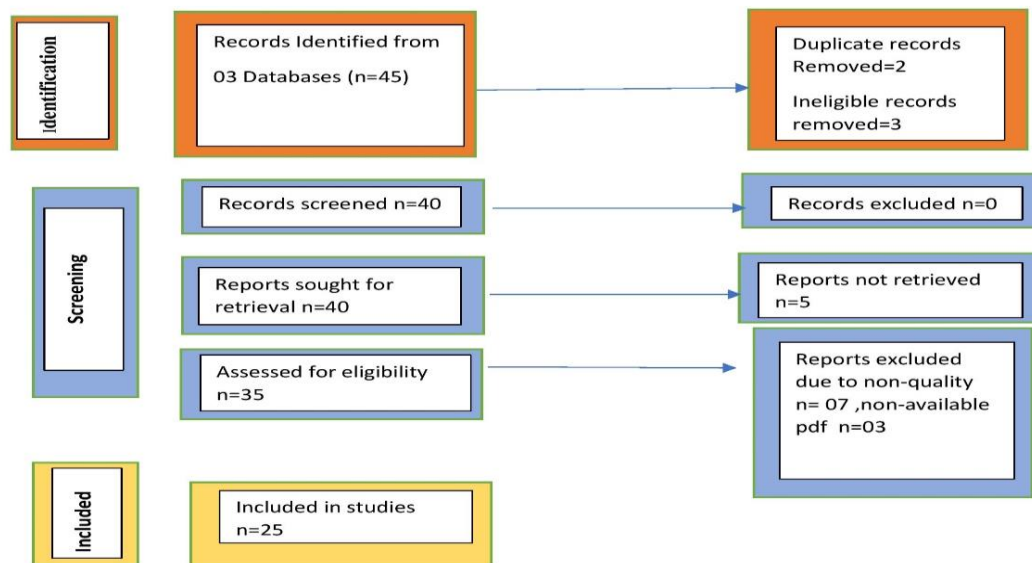 Identification
Records Identified from
03 Databases (n=45)
Duplicate records
Removed=2
Ineligible records
removed=3
Screening
Records screened n=40
Records excluded n=0
Reports sought for
retrieval n=40
Reports not retrieved
n=5
Assessed for eligibility
n=35
Reports excluded
due to non-quality
n= 07 ,non-available
pdf n=03
Included
Included in studies
n=25